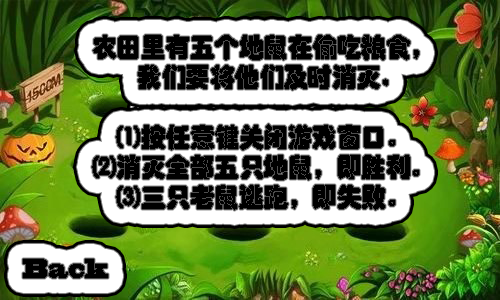 农田里有五个地鼠在偷吃粮食，
我们要将他们及时消灭.
1500M
(1)按任意键关闭游戏窗口.
(2)消灭全部五只地鼠，即胜利.
(3)三只老鼠逃跑，即失败.
Back